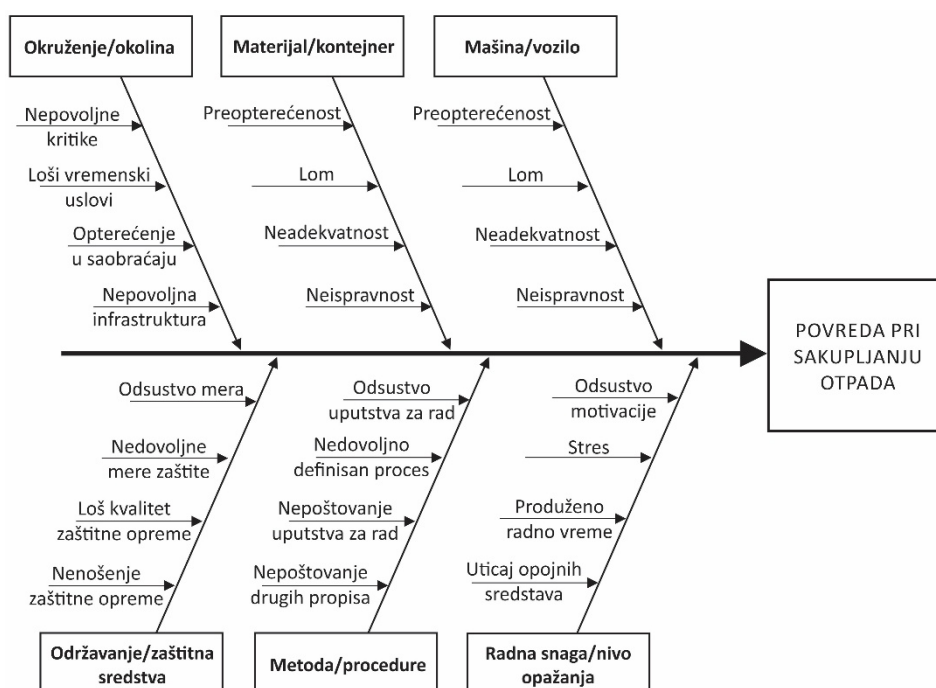 Okruženje/okolina
Materijal/kontejner
Mašina/vozilo
Nepovoljne
kritike
Loši vremenski
uslovi
Opterećenje
u saobraćaju
Nepovoljna
infrastruktura
Preopterećenost
Lom
Neadekvatnost
Neispravnost
Preopterećenost
Lom
Neadekvatnost
Neispravnost
POVREDA PRI
SAKUPLJANJU
OTPADA
Odsustvo mera
Nedovoljne
mere zaštite
Loš kvalitet
zaštitne opreme
Nenošenje
zaštitne opreme
Odsustvo
uputstva za rad
Nedovoljno
definisan proces
Nepoštovanje
uputstva za rad
Nepoštovanje
drugih propisa
Odsustvo
motivacije
Stres
Produženo
radno vreme
Uticaj opojnih
sredstava
Održavanje/zaštitna
sredstva
Metoda/procedure
Radna snaga/nivo
opažanja